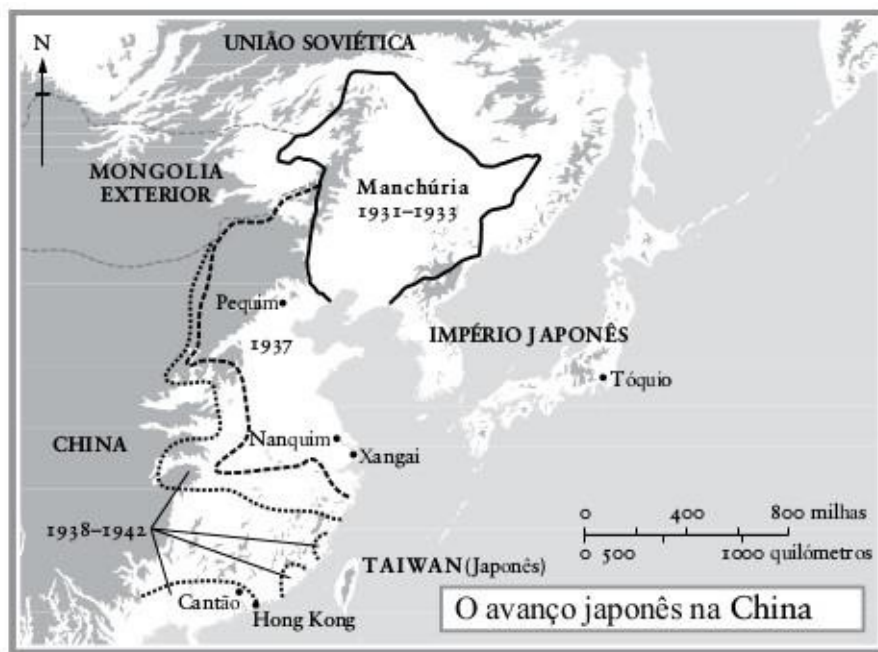 UNIÃO SOVIÉTICA
N
MONGOLIA
EXTERIOR
Manchúria
1931–1933
Pequim
IMPÉRIO JAPONÊS
1937
Tóquio
Nanquim
CHINA
Xangai
0 400 800 milhas
1938–1942
0 500 1000 quilómetros
TAIWAN (Japonês)
Cantão
Hong Kong
O avanço japonês na China